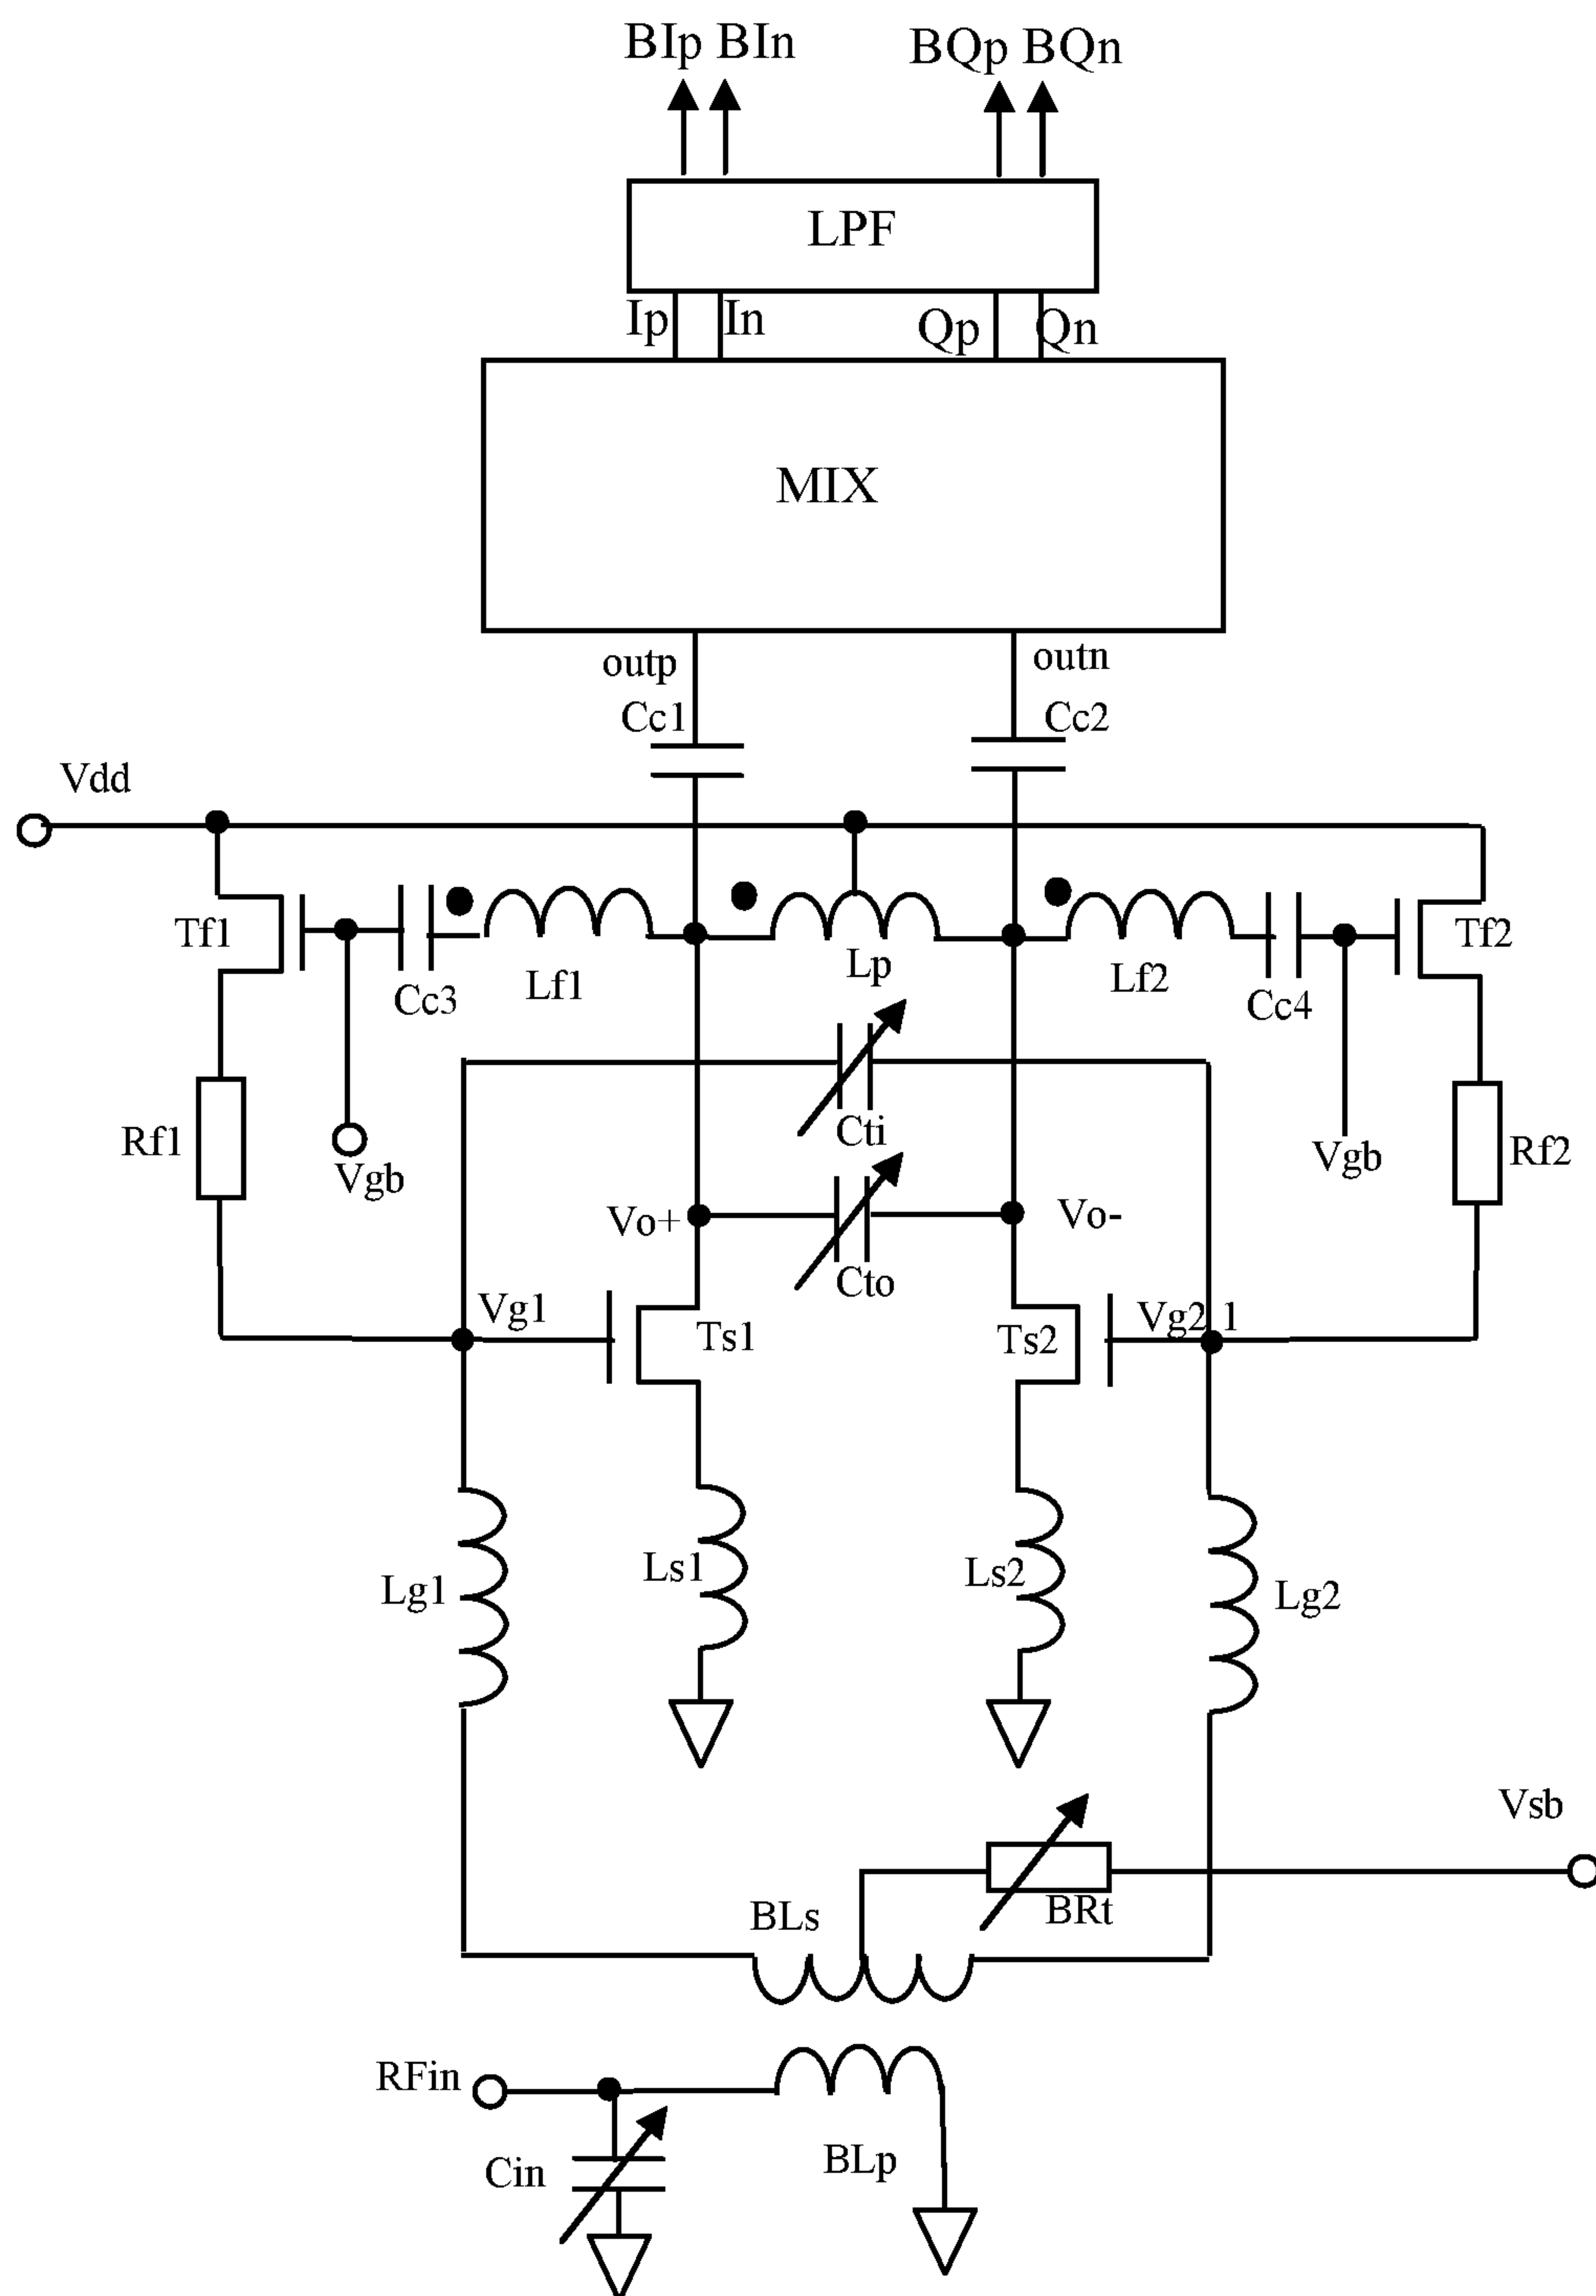 BIp BIn BQp BQn
LPF
Ip In Qp Qn
MIX
outp outn
Cc1 Cc2
Vdd
Tf1 Tf2
Cc3 Lf1 Lp Lf2 Cc4
Cti
Rf1 Vgb Vgb Rf2
Vo+ Vo-
Cto
Vg1 Vg2_1
Ts1 Ts2
Lg1 Ls1 Ls2 Lg2
Vsb
BLs BRt
RFin
Cin BLp